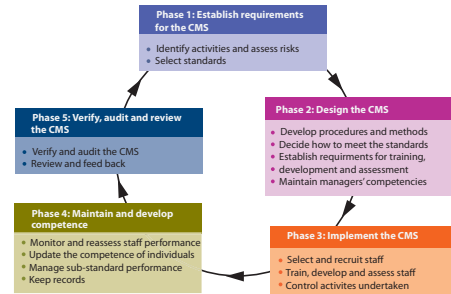 Phase 1: Establish requirements
for the CMS
• Identify activities and assess risks
• Select standards
Phase 2: Design the CMS
• Develop procedures and methods
• Decide how to meet the standards
• Establish requirments for training,
• development and assessment
• Maintain managers' competencies
Phase 3: Implement the CMS
• Select and recruit staff
• Train, develop and assess staff
• Control activites undertaken
Phase 4: Maintain and develop
competence
• Monitor and reassess staff performance
• Update the competence of individuals
• Manage sub-standard performance
• Keep records
Phase 5: Verify, audit and review
the CMS
• Verify and audit the CMS
• Review and feed back